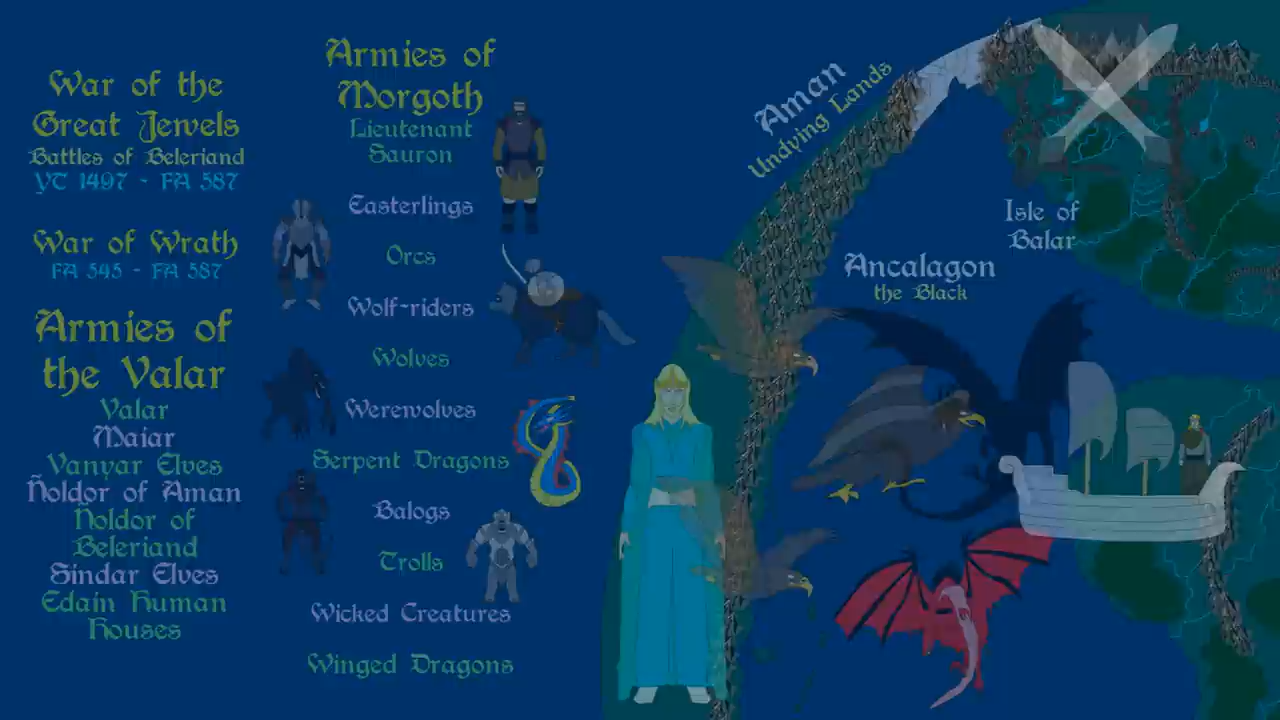 War of the
Great Jewels
Battles of Beleriand
YT 1497 - FA 587
War of Wrath
FA 545 - FA 587
Armies of
the Valar
Valar
Maiar
Vanyar Elves
Ñoldor of Aman
Ñoldor of
Beleriand
Sindar Elves
Edain Human
Houses
Armies of
Morgoth
Lieutenant
Sauron
Easterlings
Orcs
Wolf-riders
Wolves
Werewolves
Serpent Dragons
Balogs
Trolls
Wicked Creatures
Winged Dragons
Aman
Undying Lands
Isle of
Balar
Ancalagon
the Black